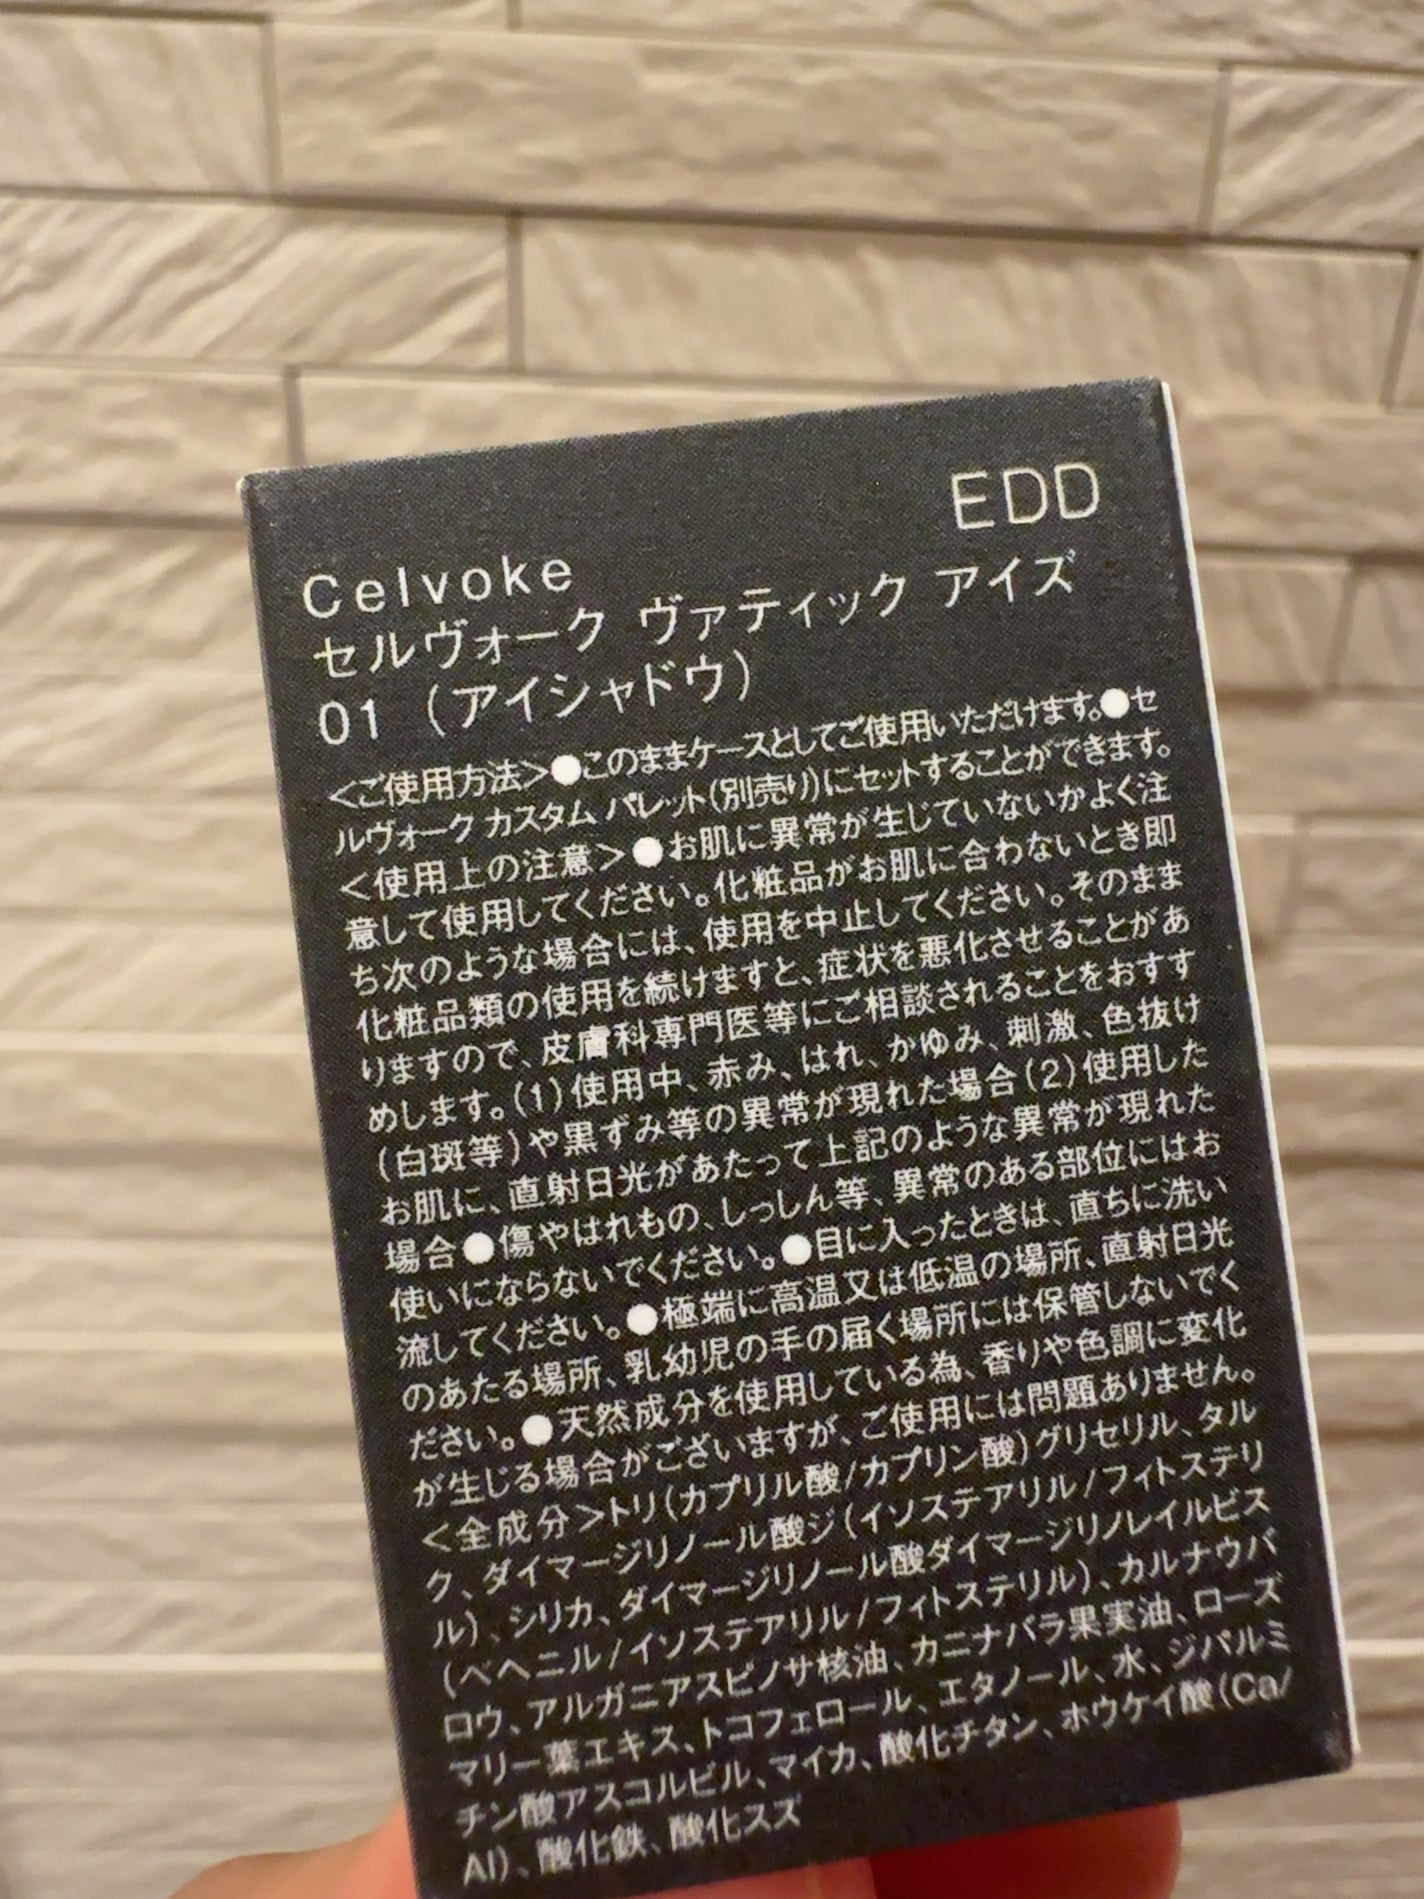 EDD
Celvoke
セルヴォーク ヴァティック アイズ
01 (アイシャドウ)
<ご使用方法>●このままケースとしてご使用いただけます。●セ
ルヴォーク カスタム パレット(別売り)にセットすることができます。
<使用上の注意>●お肌に異常が生じていないかよく注
意して使用してください。化粧品がお肌に合わないとき即
ち次のような場合には、使用を中止してください。そのまま
化粧品類の使用を続けますと、症状を悪化させることがあ
りますので、皮膚科専門医等にご相談されることをおすす
めします。(1)使用中、赤み、はれ、かゆみ、刺激、色抜け
(白斑等)や黒ずみ等の異常が現れた場合(2)使用した
お肌に、直射日光があたって上記のような異常が現れた
場合●傷やはれもの、しっしん等、異常のある部位にはお
使いにならないでください。●目に入ったときは、直ちに洗い
流してください。●極端に高温又は低温の場所、直射日光
のあたる場所、乳幼児の手の届く場所には保管しないでく
ださい。●天然成分を使用している為、香りや色調に変化
が生じる場合がございますが、ご使用には問題ありません。
<全成分>トリ(カプリル酸/カプリン酸)グリセリル、タル
ク、ダイマージリノール酸ジ(イソステアリル/フィトステリ
ル)、シリカ、ダイマージリノール酸ダイマージリノレイルビス
(ベヘニル/イソステアリル/フィトステリル)、カルナウバ
ロウ、アルガニアスピノサ核油、カニナバラ果実油、ローズ
マリー葉エキス、トコフェロール、エタノール、水、ジパルミ
チン酸アスコルビル、マイカ、酸化チタン、ホウケイ酸(Ca/
Al)、酸化鉄、酸化スズ